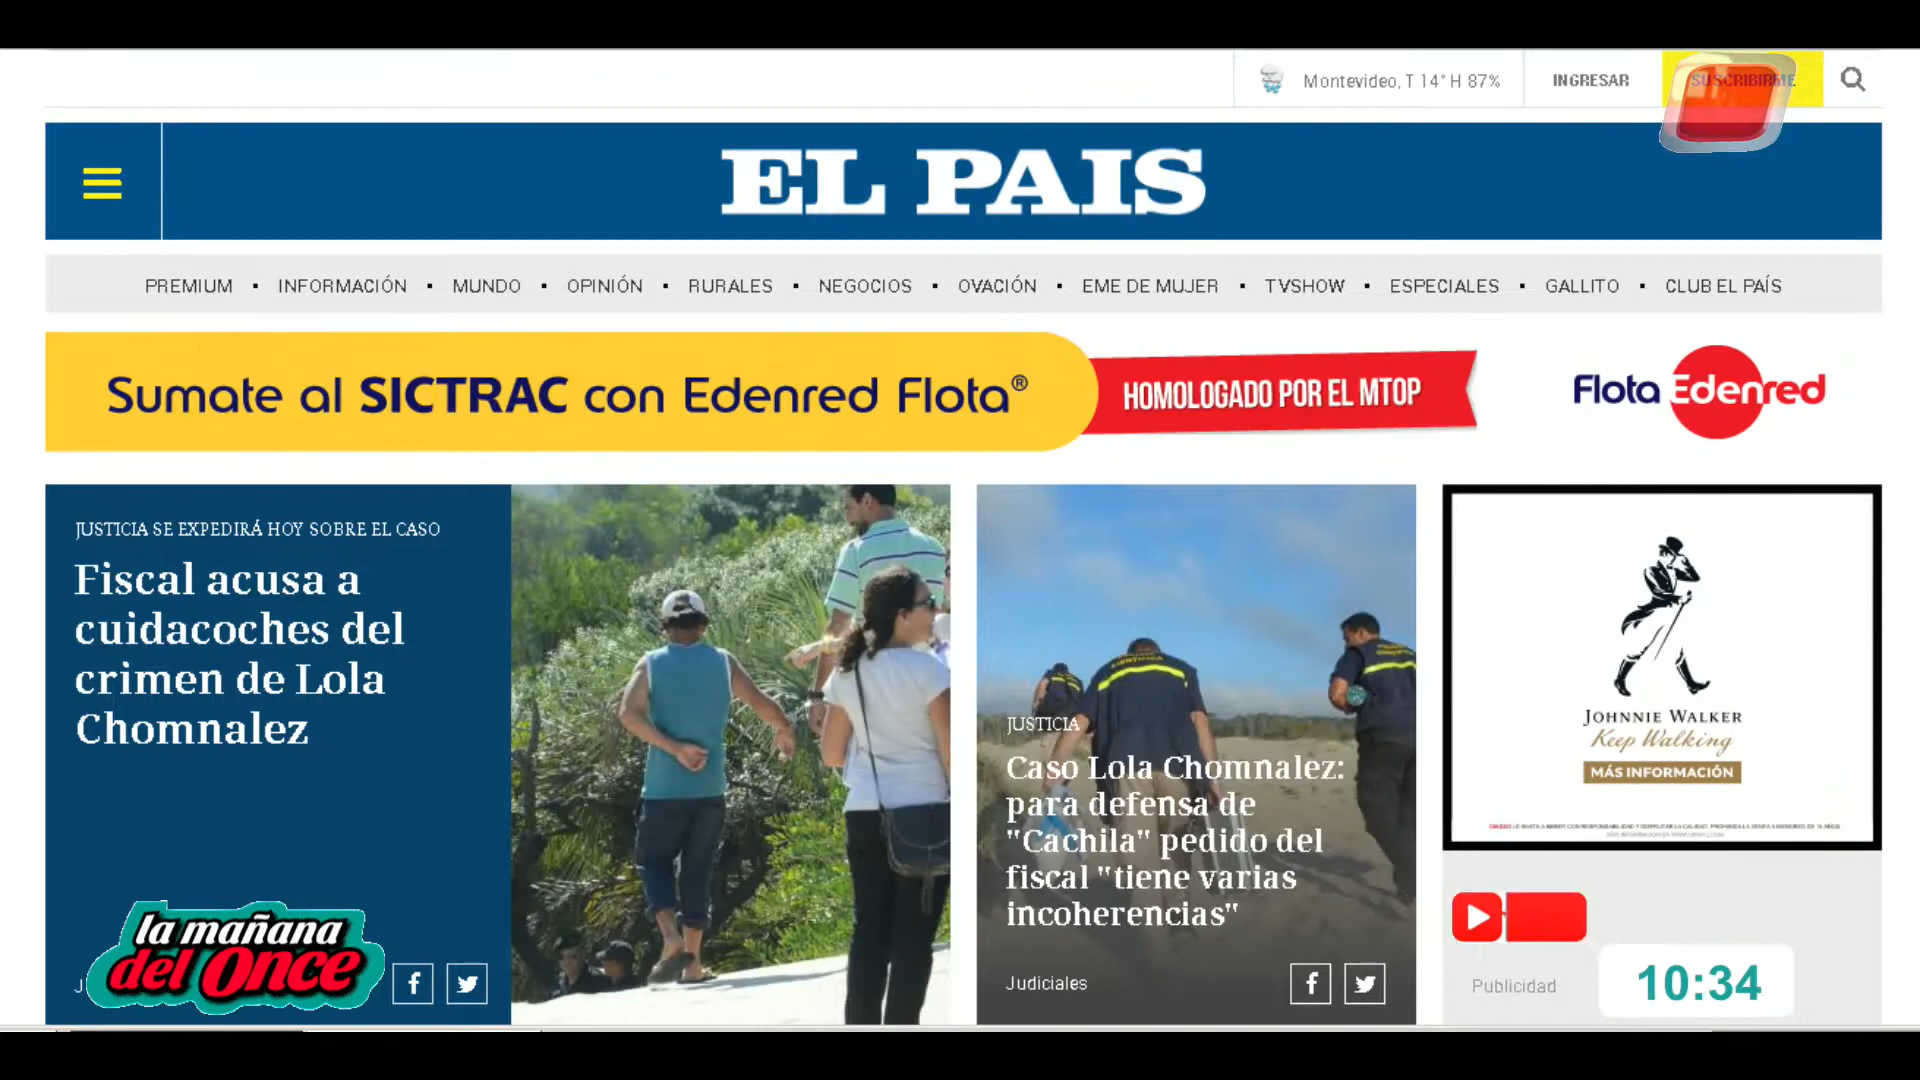 Montevideo, T 14° H 87%
INGRESAR
SUSCRIBIRME
EL PAIS
PREMIUM ▪ INFORMACIÓN ▪ MUNDO ▪ OPINIÓN ▪ RURALES ▪ NEGOCIOS ▪ OVACIÓN ▪ EME DE MUJER ▪ TVSHOW ▪ ESPECIALES ▪ GALLITO ▪ CLUB EL PAÍS
Sumate al SICTRAC con Edenred Flota®
HOMOLOGADO POR EL MTOP
Flota Edenred
JUSTICIA SE EXPEDIRÁ HOY SOBRE EL CASO
Fiscal acusa a
cuidacoches del
crimen de Lola
Chomnalez
la mañana
del Once
CIENTÍFICA
JUSTICIA
Caso Lola Chomnalez:
para defensa de
"Cachila" pedido del
fiscal "tiene varias
incoherencias"
Judiciales
JOHNNIE WALKER
Keep Walking
MÁS INFORMACIÓN
Publicidad
10:34